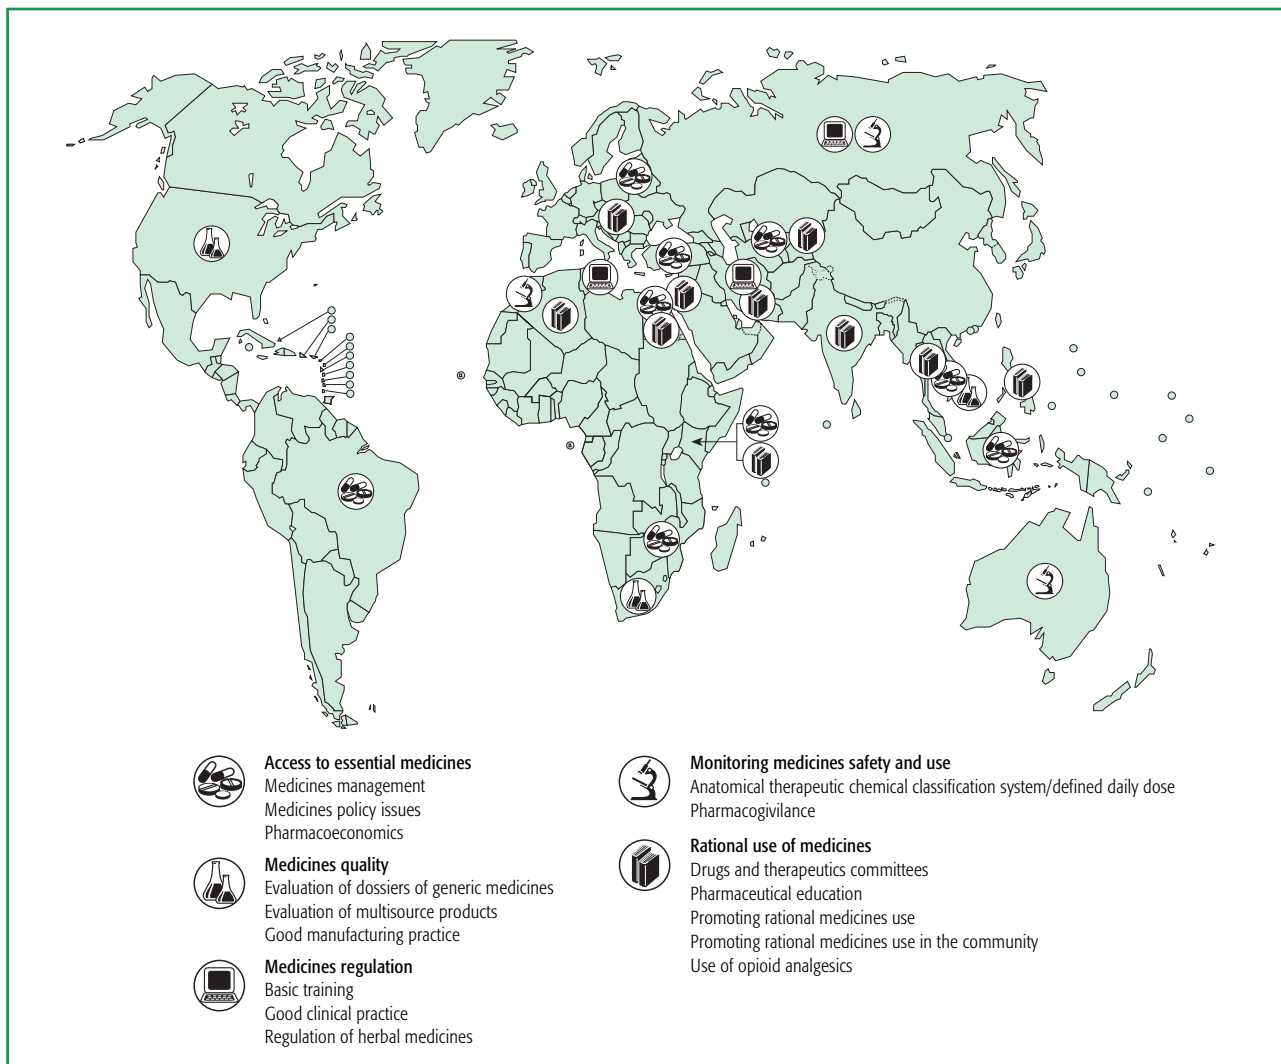 Access to essential medicines
Medicines management
Medicines policy issues
Pharmacoeconomics
Medicines quality
Evaluation of dossiers of generic medicines
Evaluation of multisource products
Good manufacturing practice
Medicines regulation
Basic training
Good clinical practice
Regulation of herbal medicines
Monitoring medicines safety and use
Anatomical therapeutic chemical classification system/defined daily dose
Pharmacogivilance
Rational use of medicines
Drugs and therapeutics committees
Pharmaceutical education
Promoting rational medicines use
Promoting rational medicines use in the community
Use of opioid analgesics